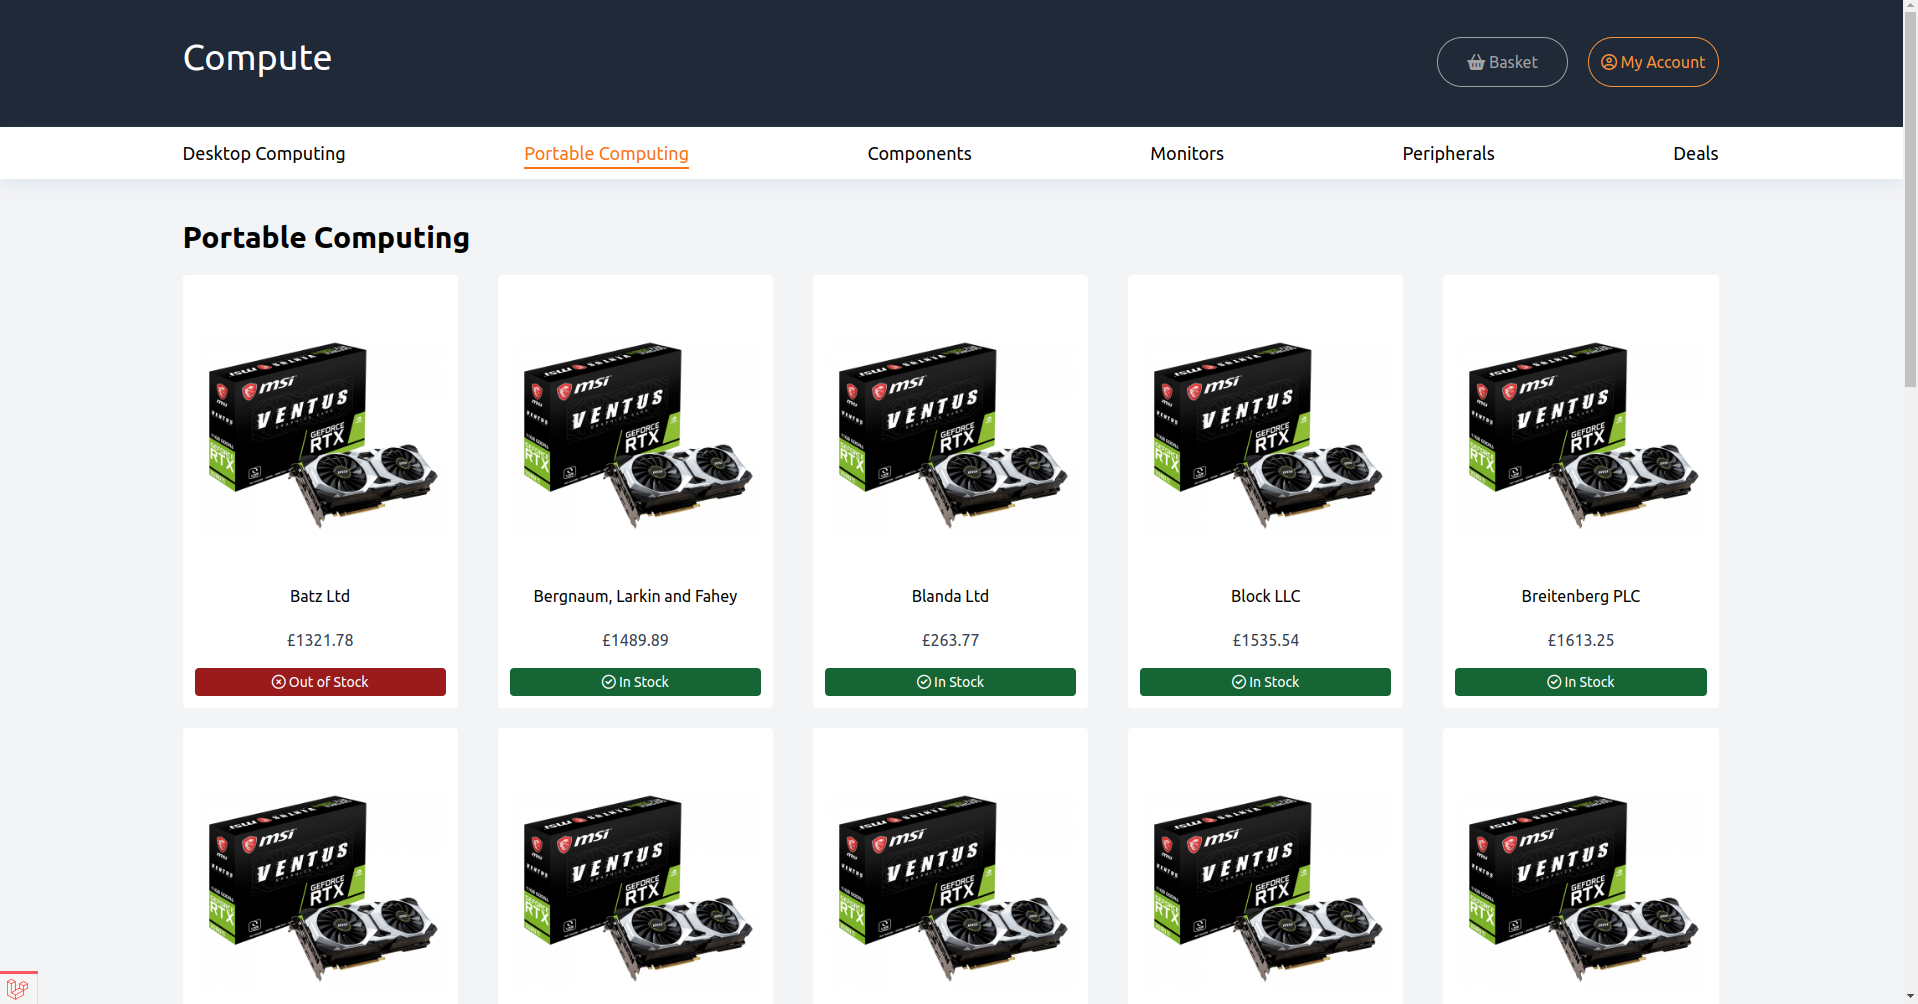 Compute
Basket
My Account
Desktop Computing
Portable Computing
Components
Monitors
Peripherals
Deals
Portable Computing
msi
VENTUS
GEFORCE
RTX
msi
VENTUS
GEFORCE
RTX
msi
VENTUS
GEFORCE
RTX
msi
VENTUS
GEFORCE
RTX
msi
VENTUS
GEFORCE
RTX
Batz Ltd
£1321.78
Out of Stock
Bergnaum, Larkin and Fahey
£1489.89
In Stock
Blanda Ltd
£263.77
In Stock
Block LLC
£1535.54
In Stock
Breitenberg PLC
£1613.25
In Stock
msi
VENTUS
GEFORCE
RTX
msi
VENTUS
GEFORCE
RTX
msi
VENTUS
GEFORCE
RTX
msi
VENTUS
GEFORCE
RTX
msi
VENTUS
GEFORCE
RTX